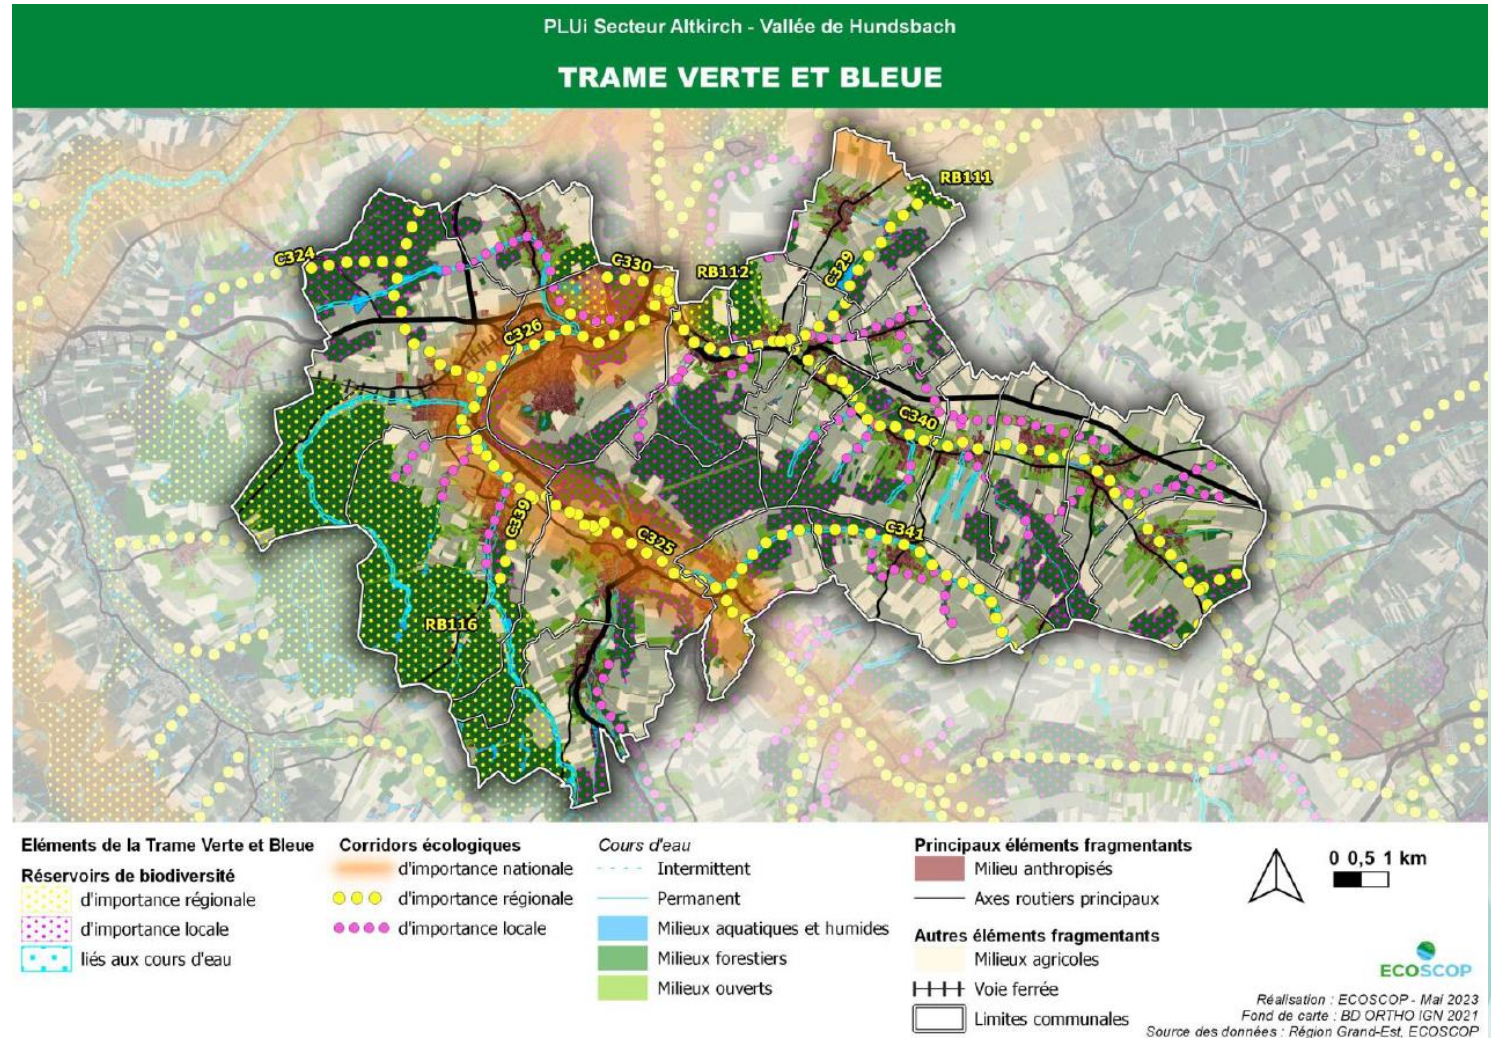 PLUi Secteur Altkirch - Vallée de Hundsbach
TRAME VERTE ET BLEUE
RB111
C324
C330
RB112
C329
C326
C340
C339
C325
C341
RB116
Eléments de la Trame Verte et Bleue
Réservoirs de biodiversité
d'importance régionale
d'importance locale
liés aux cours d'eau
Corridors écologiques
d'importance nationale
d'importance régionale
d'importance locale
Cours d'eau
Intermittent
Permanent
Milieux aquatiques et humides
Milieux forestiers
Milieux ouverts
Principaux éléments fragmentants
Milieu anthropisés
Axes routiers principaux
Autres éléments fragmentants
Milieux agricoles
Voie ferrée
Limites communales
0 0,5 1 km
ECOSCOP
Réalisation : ECOSCOP - Mai 2023
Fond de carte : BD ORTHO IGN 2021
Source des données : Région Grand-Est, ECOSCOP